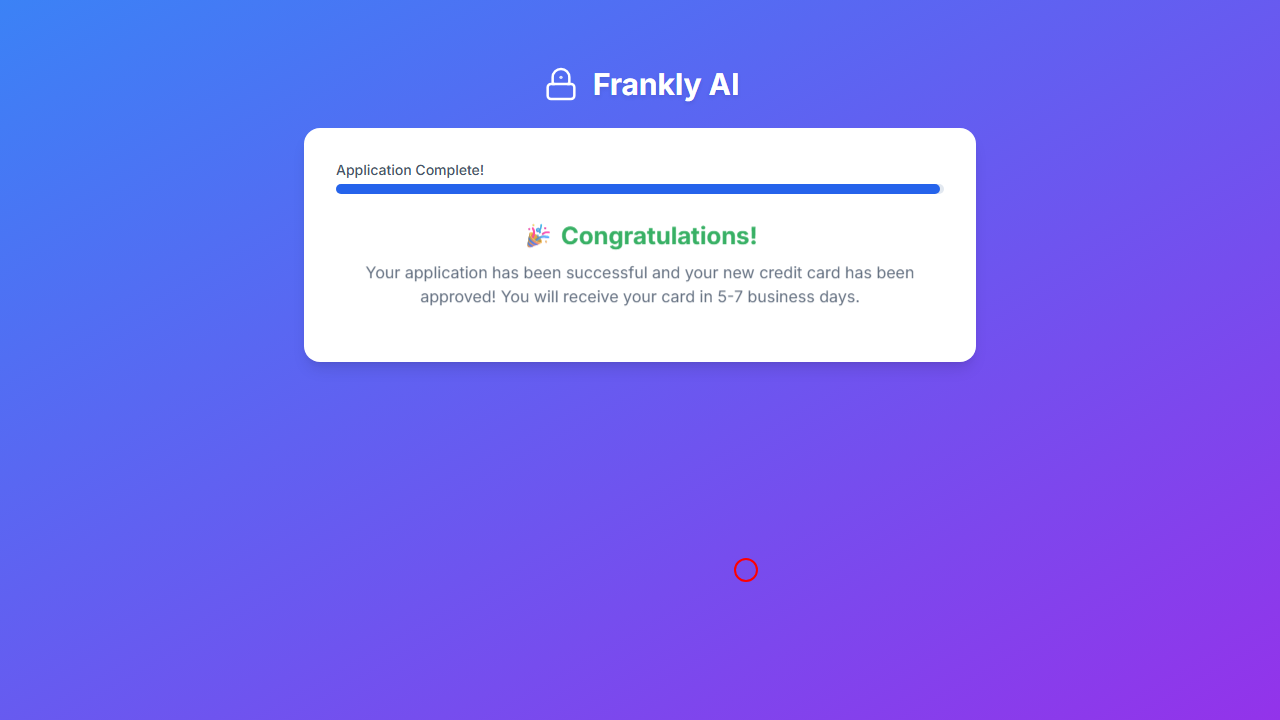 Frankly AI
Application Complete!
🎉 Congratulations!
Your application has been successful and your new credit card has been
approved! You will receive your card in 5-7 business days.